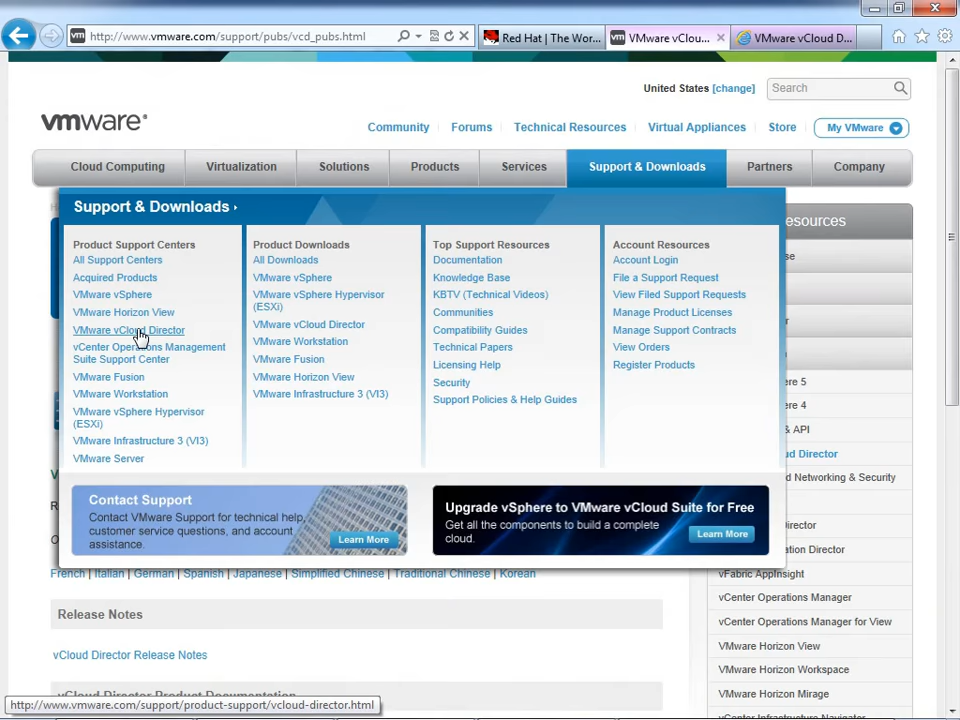 http://www.vmware.com/support/pubs/vcd_pubs.html
Red Hat | The Wor...
VMware vClou...
VMware vCloud D...
United States [change]
Search
vmware®
Community
Forums
Technical Resources
Virtual Appliances
Store
My VMware
Cloud Computing
Virtualization
Solutions
Products
Services
Support & Downloads
Partners
Company
Support & Downloads
Product Support Centers
All Support Centers
Acquired Products
VMware vSphere
VMware Horizon View
VMware vCloud Director
vCenter Operations Management
Suite Support Center
VMware Fusion
VMware Workstation
VMware vSphere Hypervisor
(ESXi)
VMware Infrastructure 3 (VI3)
VMware Server
Product Downloads
All Downloads
VMware vSphere
VMware vSphere Hypervisor
(ESXi)
VMware vCloud Director
VMware Workstation
VMware Fusion
VMware Horizon View
VMware Infrastructure 3 (VI3)
Top Support Resources
Documentation
Knowledge Base
KBTV (Technical Videos)
Communities
Compatibility Guides
Technical Papers
Licensing Help
Security
Support Policies & Help Guides
Account Resources
Account Login
File a Support Request
View Filed Support Requests
Manage Product Licenses
Manage Support Contracts
View Orders
Register Products
Contact Support
Contact VMware Support for technical help,
customer service questions, and account
assistance.
Learn More
Upgrade vSphere to VMware vCloud Suite for Free
Get all the components to build a complete
cloud.
Learn More
French | Italian | German | Spanish | Japanese | Simplified Chinese | Traditional Chinese | Korean
Release Notes
vCloud Director Release Notes
vCloud Director Product Documentation
esources
se
r
ere 5
ere 4
& API
ud Director
d Networking & Security
Director
ation Director
vFabric AppInsight
vCenter Operations Manager
vCenter Operations Manager for View
VMware Horizon View
VMware Horizon Workspace
VMware Horizon Mirage
vCenter Infrastructure Navigator
http://www.vmware.com/support/product-support/vcloud-director.html